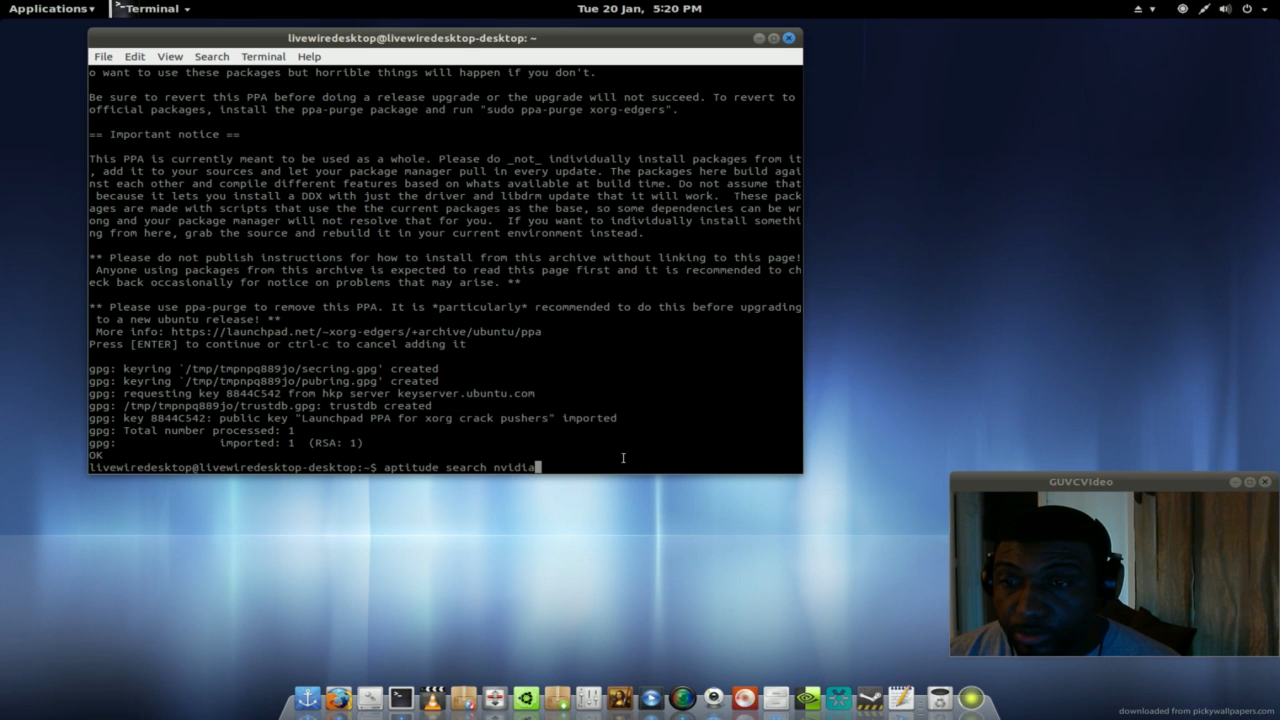 Applications▾
Terminal ▾
Tue 20 Jan, 5:20 PM
livewiredesktop@livewiredesktop-desktop: ~
File Edit View Search Terminal Help
o want to use these packages but horrible things will happen if you don't.
Be sure to revert this PPA before doing a release upgrade or the upgrade will not succeed. To revert to
official packages, install the ppa-purge package and run "sudo ppa-purge xorg-edgers".
== Important notice ==
This PPA is currently meant to be used as a whole. Please do _not_ individually install packages from it
, add it to your sources and let your package manager pull in every update. The packages here build agai
nst each other and compile different features based on whats available at build time. Do not assume that
because it lets you install a DDX with just the driver and libdrm update that it will work.  These pack
ages are made with scripts that use the the current packages as the base, so some dependencies can be wr
ong and your package manager will not resolve that for you.  If you want to individually install somethi
ng from here, grab the source and rebuild it in your current environment instead.
** Please do not publish instructions for how to install from this archive without linking to this page!
Anyone using packages from this archive is expected to read this page first and it is recommended to ch
eck back occasionally for notice on problems that may arise. **
** Please use ppa-purge to remove this PPA. It is *particularly* recommended to do this before upgrading
to a new ubuntu release! **
More info: https://launchpad.net/~xorg-edgers/+archive/ubuntu/ppa
Press [ENTER] to continue or ctrl-c to cancel adding it
gpg: keyring `/tmp/tmpnpq889jo/secring.gpg' created
gpg: keyring `/tmp/tmpnpq889jo/pubring.gpg' created
gpg: requesting key 8844C542 from hkp server keyserver.ubuntu.com
gpg: /tmp/tmpnpq889jo/trustdb.gpg: trustdb created
gpg: key 8844C542: public key "Launchpad PPA for xorg crack pushers" imported
gpg: Total number processed: 1
gpg:               imported: 1  (RSA: 1)
OK
livewiredesktop@livewiredesktop-desktop:~$ aptitude search nvidia
GUVCVIdeo
downloaded from pickywallpapers.com